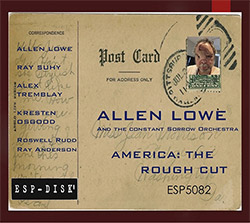 CORRESPONDENCE
ALLEN LOWE
RAY SUHY
ALEX
TREMBLAY
KRESTEN
OSGOOD
ROSWELL RUDD
RAY ANDERSON
ESP-DISK'
Post Card
FOR ADDRESS ONLY
ALLEN LOWE
AND THE CONSTANT SORROW ORCHESTRA
AMERICA: THE
ROUGH CUT
ESP5082